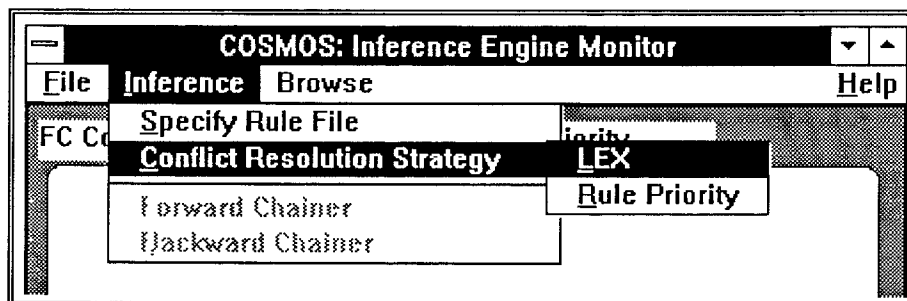 COSMOS: Inference Engine Monitor
File Inference Browse Help
Specify Rule File
FC
Conflict Resolution Strategy LEX
Rule Priority
Forward Chainer
Backward Chainer